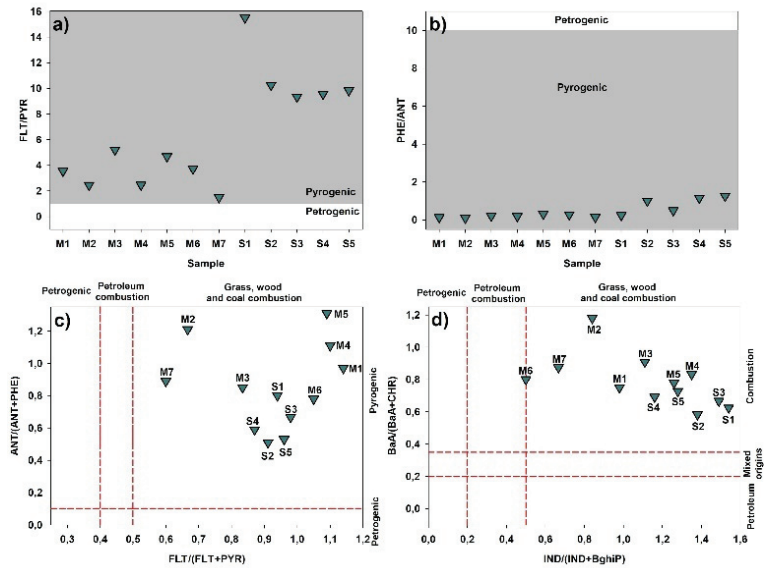 a)
16
14
12
10
8
6
4
2
0
FLT/PYR
Pyrogenic
Petrogenic
M1 M2 M3 M4 M5 M6 M7 S1 S2 S3 S4 S5
Sample
b)
Petrogenic
Pyrogenic
10
8
6
4
2
0
PHE/ANT
M1 M2 M3 M4 M5 M6 M7 S1 S2 S3 S4 S5
Sample
Petrogenic
Petroleum
combustion
Grass, wood
and coal combustion
c)
1,2
1,0
0,8
0,6
0,4
0,2
0,0
ANT/(ANT+PHE)
M5
M2
M4
M1
M7
M3
S1
M6
S3
S4
S2
S5
Pyrogenic
Petrogenic
0,3 0,4 0,5 0,6 0,7 0,8 0,9 1,0 1,1 1,2
FLT/(FLT+PYR)
Petrogenic
Petroleum
combustion
Grass, wood
and coal combustion
d)
1,2
1,0
0,8
0,6
0,4
0,2
0,0
BaA/(BaA+CHR)
M2
M3
M7
M6
M5
M4
M1
S4
S5
S3
S2
S1
Combustion
Mixed
origins
Petroleum
0,0 0,2 0,4 0,6 0,8 1,0 1,2 1,4 1,6
IND/(IND+BghiP)